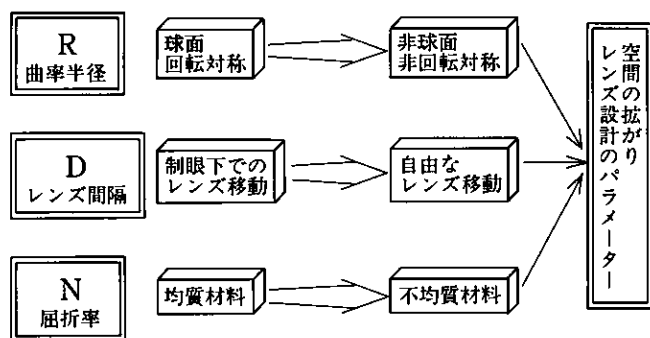 R
曲率半径
球面
回転対称
非球面
非回転対称
D
レンズ間隔
制眼下での
レンズ移動
自由な
レンズ移動
N
屈折率
均質材料
不均質材料
空間の拡がり
レンズ設計のパラメーター